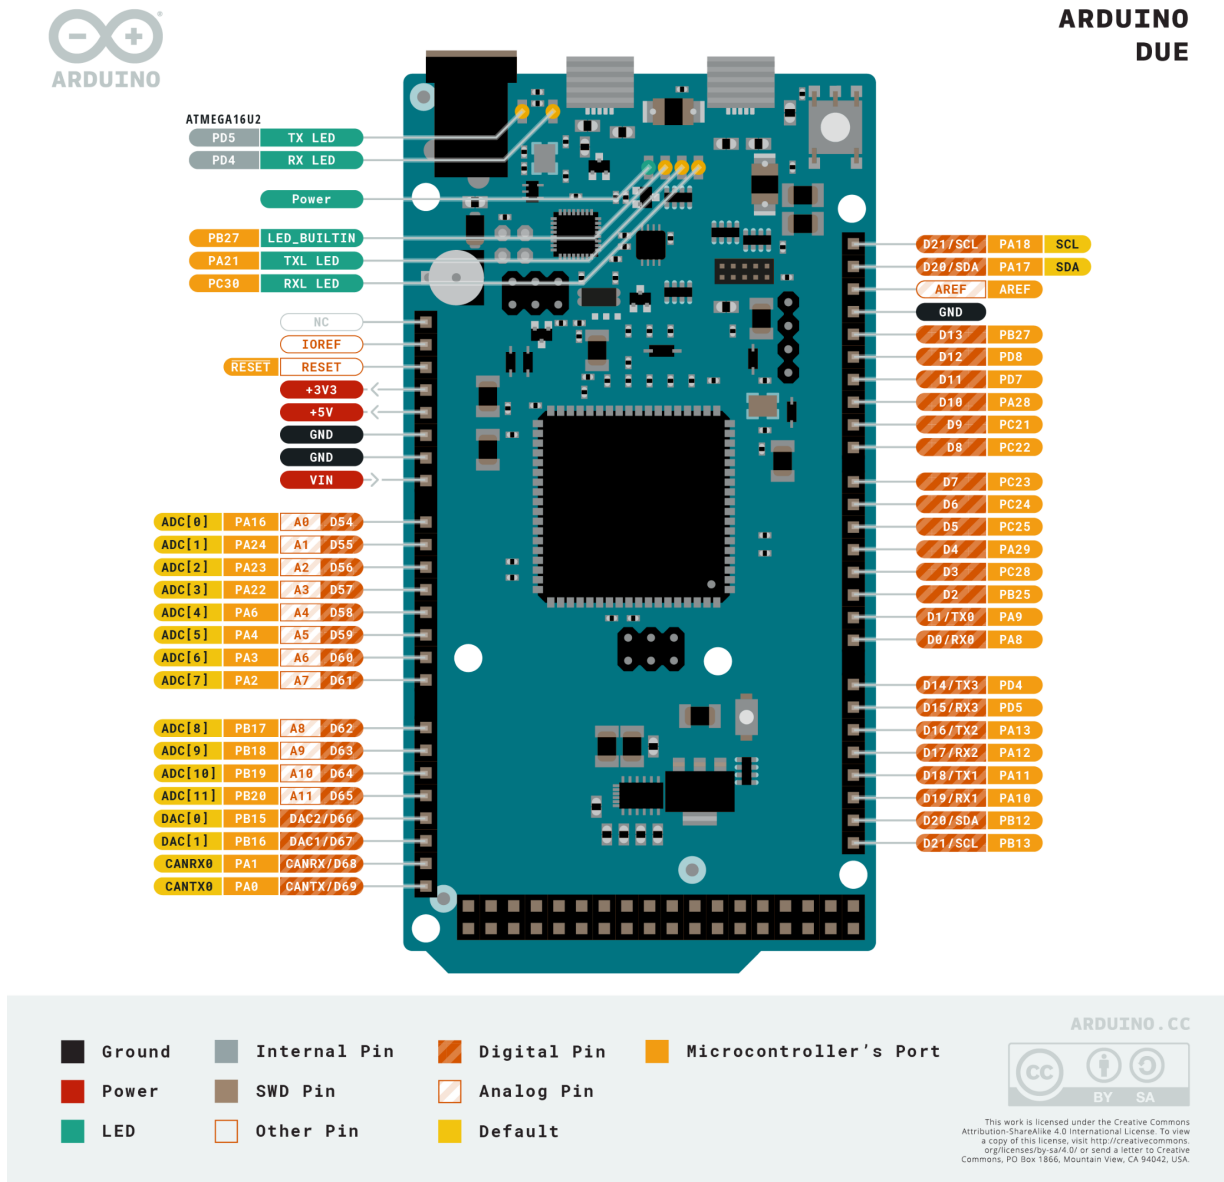 ARDUINO
ARDUINO
DUE
ATMEGA16U2
PD5 TX LED
PD4 RX LED
Power
PB27 LED_BUILTIN
PA21 TXL LED
PC30 RXL LED
NC
IOREF
RESET RESET
+3V3
+5V
GND
GND
VIN
ADC[0] PA16 A0 D54
ADC[1] PA24 A1 D55
ADC[2] PA23 A2 D56
ADC[3] PA22 A3 D57
ADC[4] PA6 A4 D58
ADC[5] PA4 A5 D59
ADC[6] PA3 A6 D60
ADC[7] PA2 A7 D61
ADC[8] PB17 A8 D62
ADC[9] PB18 A9 D63
ADC[10] PB19 A10 D64
ADC[11] PB20 A11 D65
DAC[0] PB15 DAC2/D66
DAC[1] PB16 DAC1/D67
CANRX0 PA1 CANRX/D68
CANTX0 PA0 CANTX/D69
D21/SCL PA18 SCL
D20/SDA PA17 SDA
AREF AREF
GND
D13 PB27
D12 PD8
D11 PD7
D10 PA28
D9 PC21
D8 PC22
D7 PC23
D6 PC24
D5 PC25
D4 PA29
D3 PC28
D2 PB25
D1/TX0 PA9
D0/RX0 PA8
D14/TX3 PD4
D15/RX3 PD5
D16/TX2 PA13
D17/RX2 PA12
D18/TX1 PA11
D19/RX1 PA10
D20/SDA PB12
D21/SCL PB13
Ground
Power
LED
Internal Pin
SWD Pin
Other Pin
Digital Pin
Analog Pin
Default
Microcontroller's Port
ARDUINO.CC
CC
BY SA
This work is licensed under the Creative Commons
Attribution-ShareAlike 4.0 International License. To view
a copy of this license, visit http://creativecommons.
org/licenses/by-sa/4.0/ or send a letter to Creative
Commons, PO Box 1866, Mountain View, CA 94042, USA.